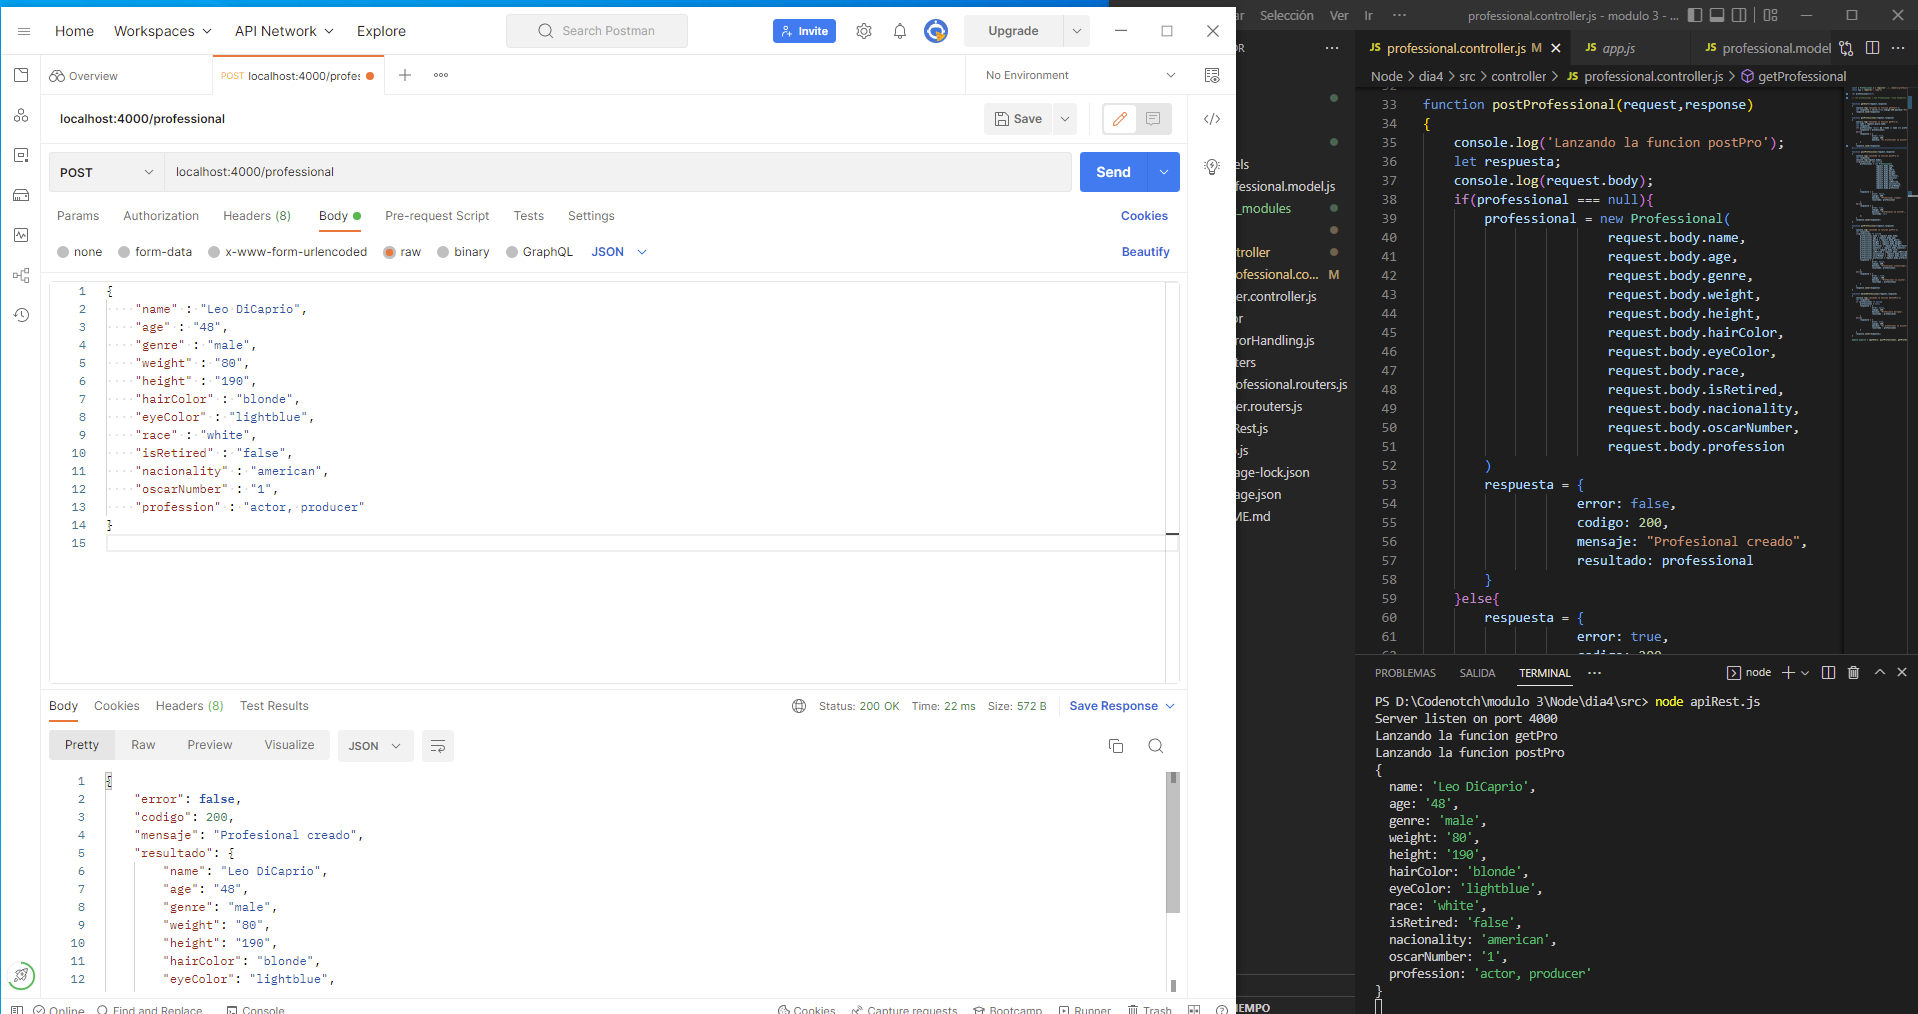 Home Workspaces API Network Explore Search Postman Invite Upgrade
Overview POST localhost:4000/profes No Environment
localhost:4000/professional Save
POST localhost:4000/professional Send
Params Authorization Headers (8) Body Pre-request Script Tests Settings Cookies
none form-data x-www-form-urlencoded raw binary GraphQL JSON Beautify
1 {
2 "name" : "Leo DiCaprio",
3 "age" : "48",
4 "genre" : "male",
5 "weight" : "80",
6 "height" : "190",
7 "hairColor" : "blonde",
8 "eyeColor" : "lightblue",
9 "race" : "white",
10 "isRetired" : "false",
11 "nacionality" : "american",
12 "oscarNumber" : "1",
13 "profession" : "actor, producer"
14 }
15
Body Cookies Headers (8) Test Results Status: 200 OK Time: 22 ms Size: 572 B Save Response
Pretty Raw Preview Visualize JSON
1 {
2 "error": false,
3 "codigo": 200,
4 "mensaje": "Profesional creado",
5 "resultado": {
6 "name": "Leo DiCaprio",
7 "age": "48",
8 "genre": "male",
9 "weight": "80",
10 "height": "190",
11 "hairColor": "blonde",
12 "eyeColor": "lightblue",
Online Find and Replace Console Cookies Capture requests Bootcamp Runner Trash
ar Selección Ver Ir ··· professional.controller.js - modulo 3 - ...
OR ···
els
fessional.model.js
_modules
troller
ofessional.co... M
er.controller.js
or
rorHandling.js
ters
ofessional.routers.js
er.routers.js
Rest.js
.js
age-lock.json
age.json
ME.md
IEMPO
JS professional.controller.js M JS app.js JS professional.model
Node > dia4 > src > controller > JS professional.controller.js > getProfessional
33 function postProfessional(request,response)
34 {
35 console.log('Lanzando la funcion postPro');
36 let respuesta;
37 console.log(request.body);
38 if(professional === null){
39 professional = new Professional(
40 request.body.name,
41 request.body.age,
42 request.body.genre,
43 request.body.weight,
44 request.body.height,
45 request.body.hairColor,
46 request.body.eyeColor,
47 request.body.race,
48 request.body.isRetired,
49 request.body.nacionality,
50 request.body.oscarNumber,
51 request.body.profession
52 )
53 respuesta = {
54 error: false,
55 codigo: 200,
56 mensaje: "Profesional creado",
57 resultado: professional
58 }
59 }else{
60 respuesta = {
61 error: true,
PROBLEMAS SALIDA TERMINAL ··· node
PS D:\Codenotch\modulo 3\Node\dia4\src> node apiRest.js
Server listen on port 4000
Lanzando la funcion getPro
Lanzando la funcion postPro
{
name: 'Leo DiCaprio',
age: '48',
genre: 'male',
weight: '80',
height: '190',
hairColor: 'blonde',
eyeColor: 'lightblue',
race: 'white',
isRetired: 'false',
nacionality: 'american',
oscarNumber: '1',
profession: 'actor, producer'
}